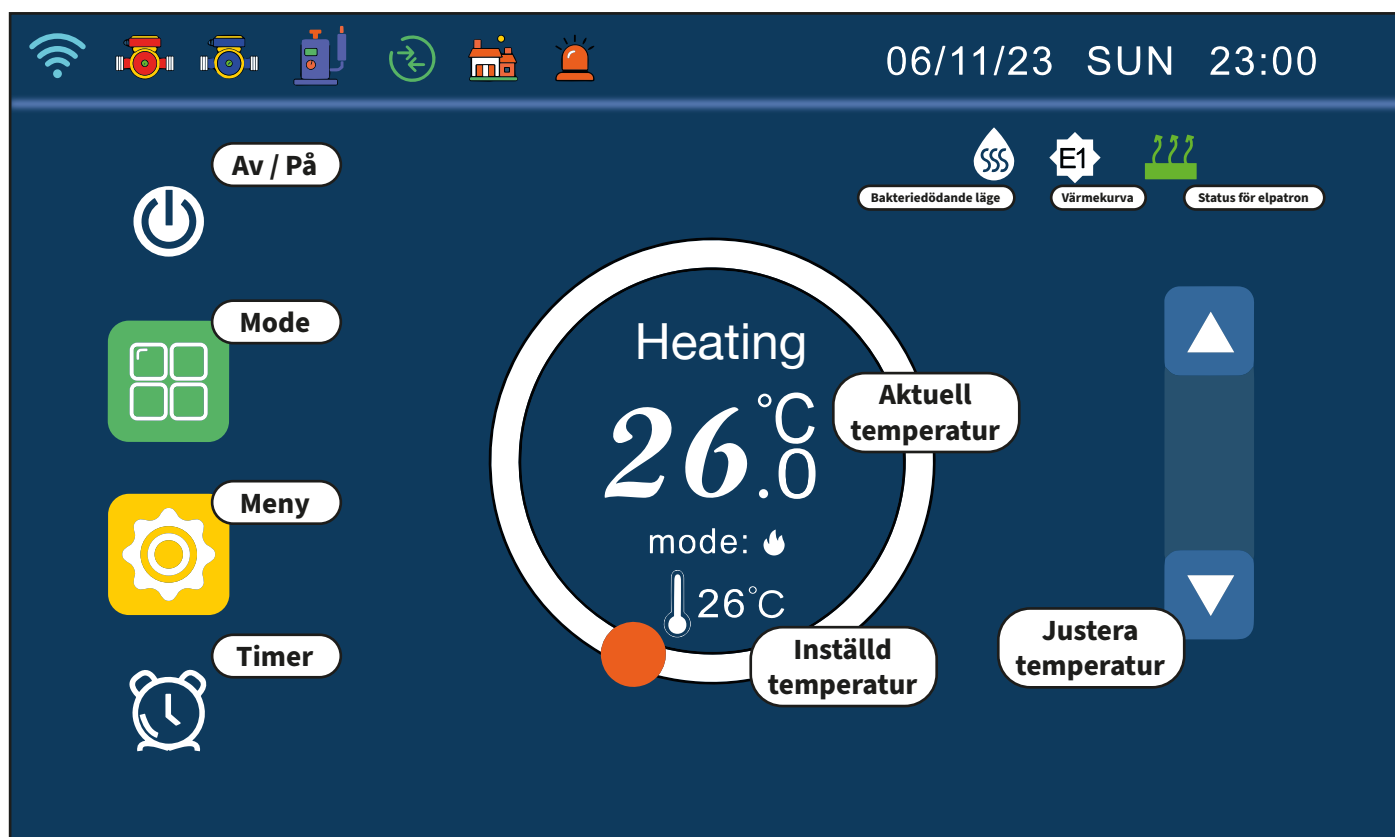 06/11/23 SUN 23:00
Av / På
E1
Bakteriedödande läge
Värmekurva
Status för elpatron
Mode
Heating
Aktuell
temperatur
26.0°C
Meny
mode:
26°C
Timer
Inställd
temperatur
Justera
temperatur